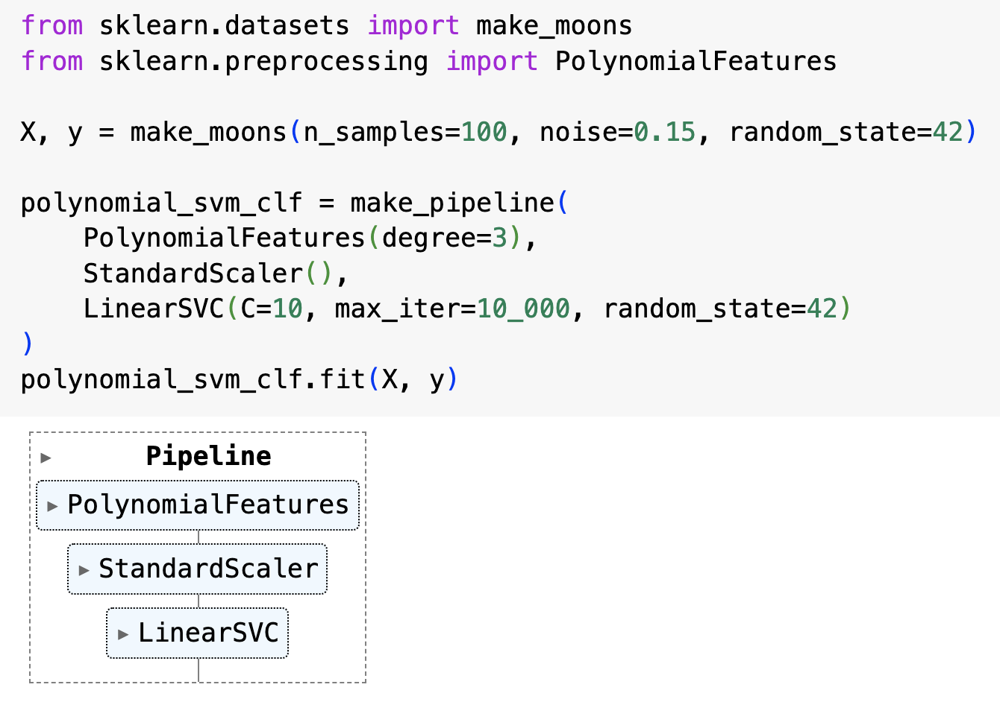 from sklearn.datasets import make_moons
from sklearn.preprocessing import PolynomialFeatures
X, y = make_moons(n_samples=100, noise=0.15, random_state=42)
polynomial_svm_clf = make_pipeline(
    PolynomialFeatures(degree=3),
    StandardScaler(),
    LinearSVC(C=10, max_iter=10_000, random_state=42)
)
polynomial_svm_clf.fit(X, y)
Pipeline
PolynomialFeatures
StandardScaler
LinearSVC